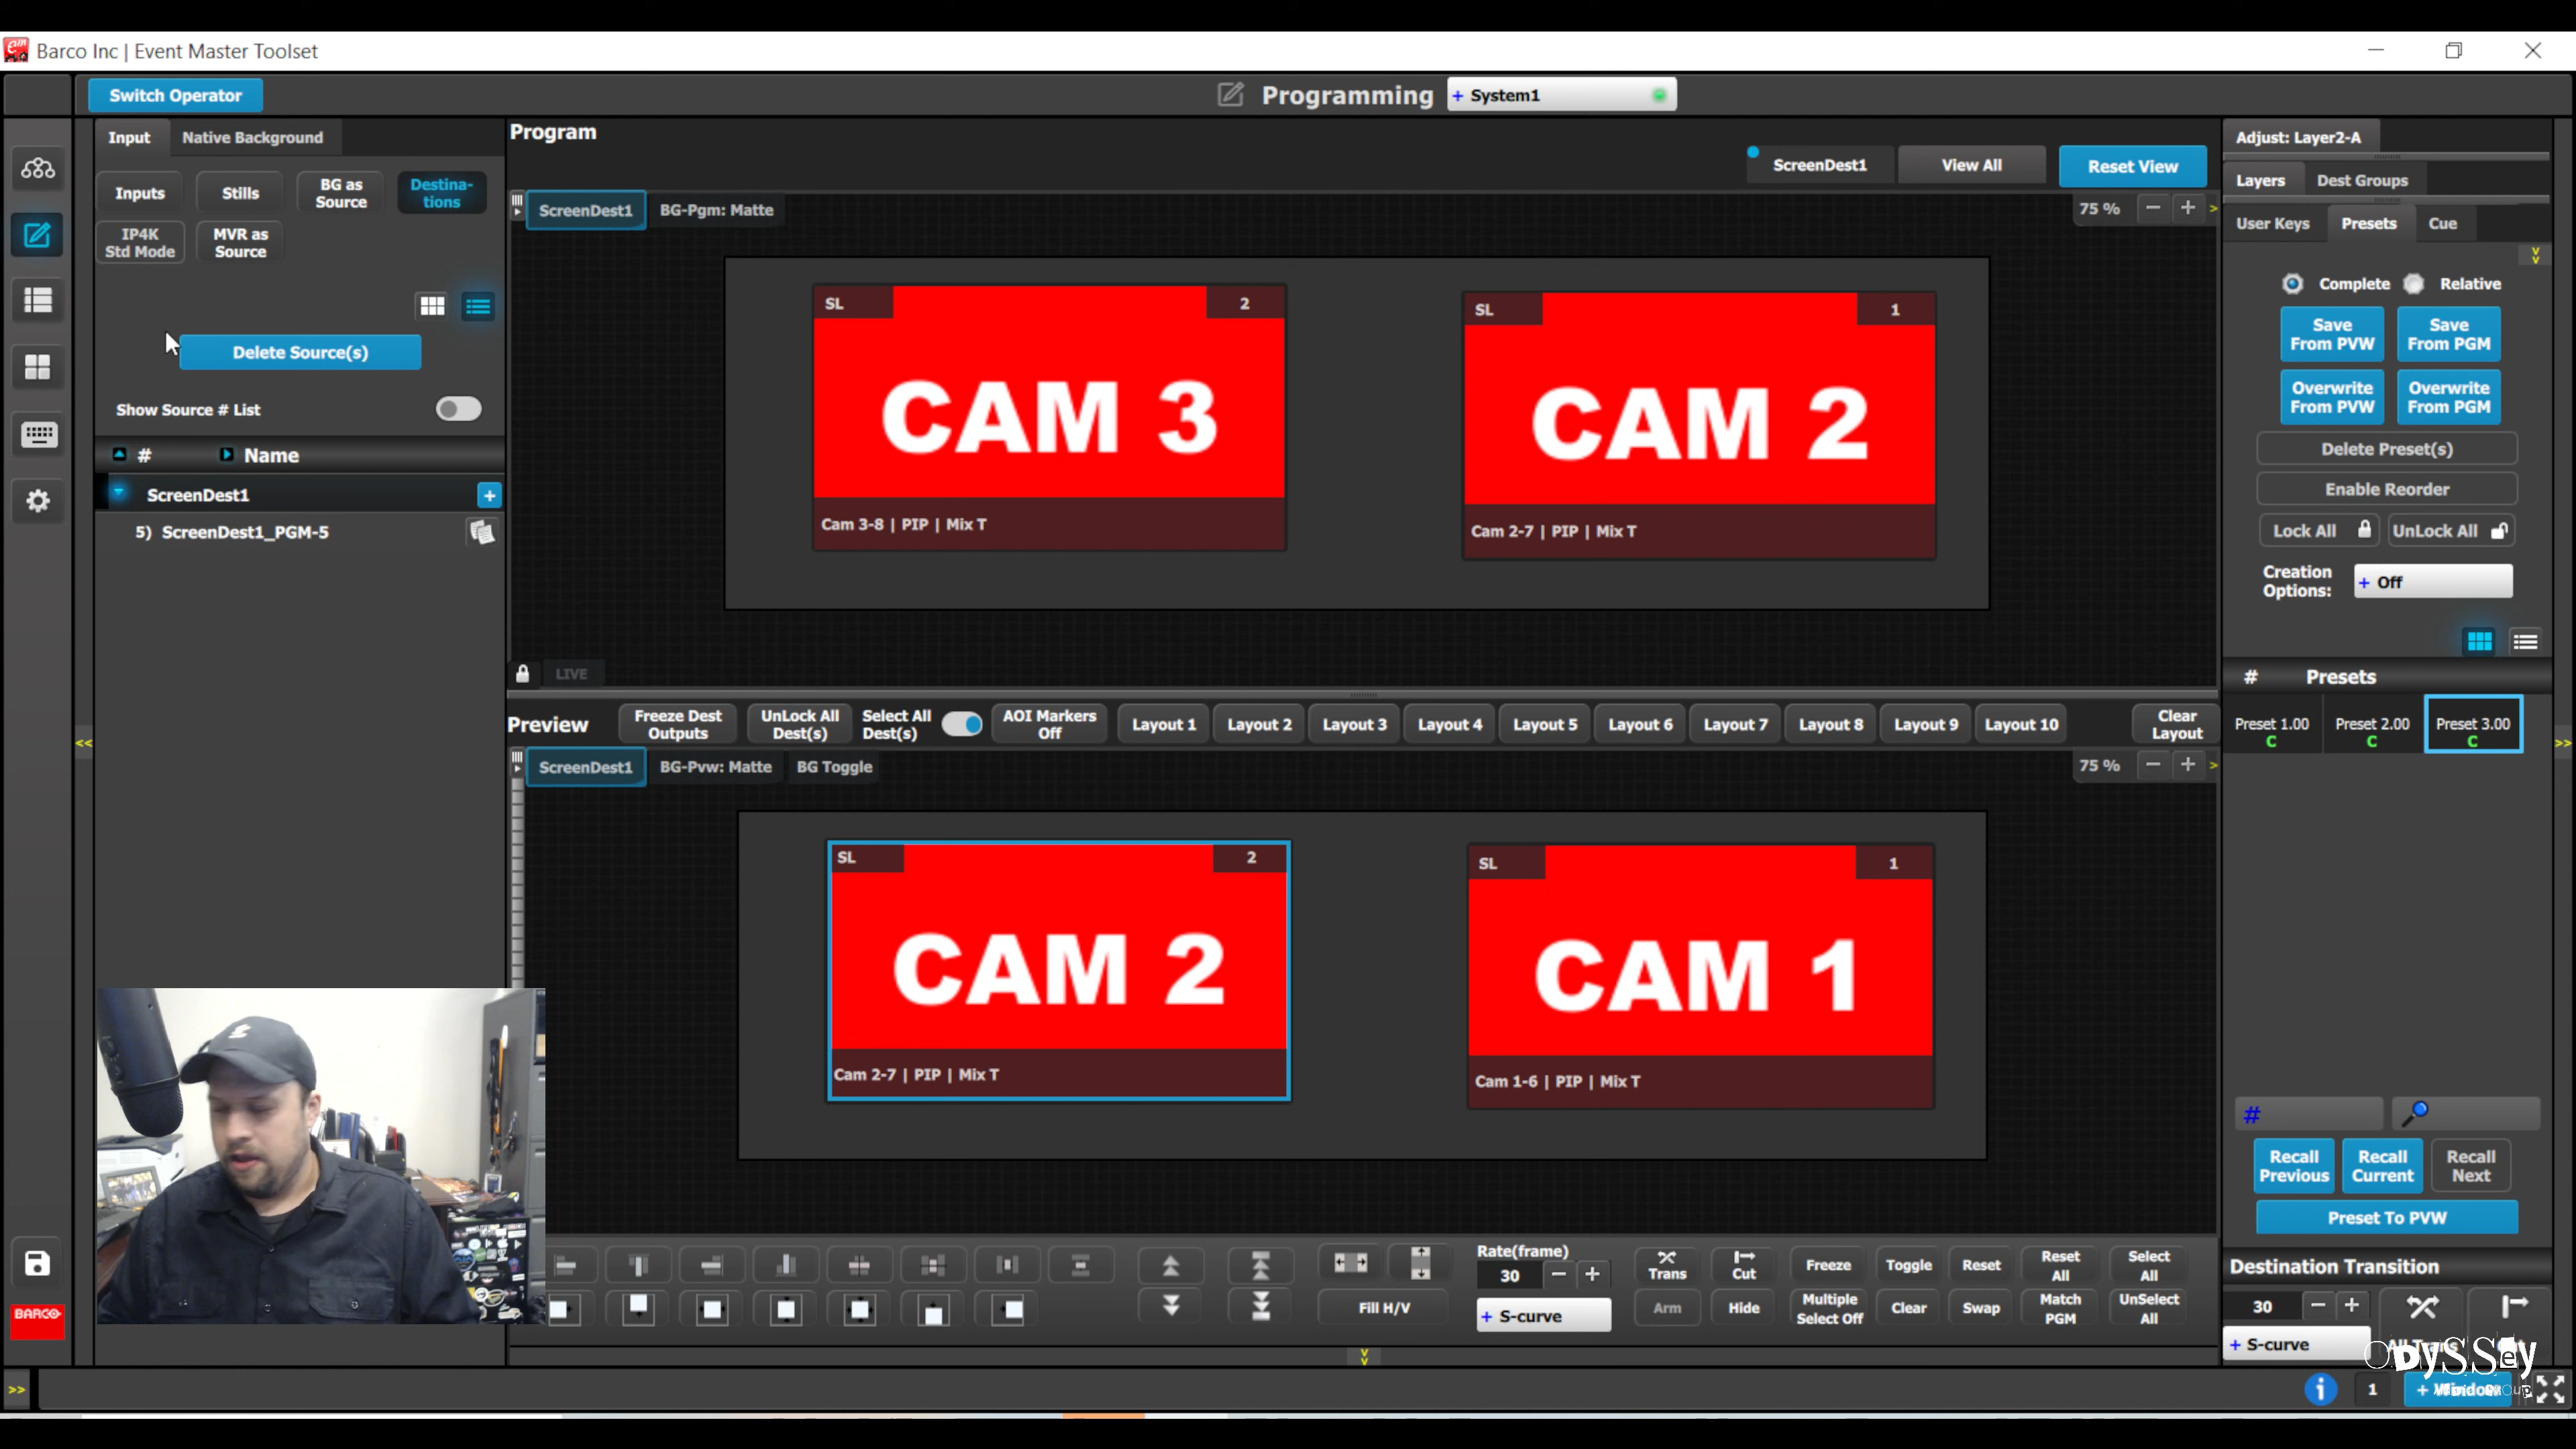 Barco Inc | Event Master Toolset
Switch Operator
Programming
+ System1
Input
Native Background
Inputs
Stills
BG as
Source
Destina-
tions
IP4K
Std Mode
MVR as
Source
Delete Source(s)
Show Source # List
# Name
ScreenDest1
+
5) ScreenDest1_PGM-5
Program
ScreenDest1
View All
Reset View
ScreenDest1
BG-Pgm: Matte
75 %
SL
2
CAM 3
Cam 3-8 | PIP | Mix T
SL
1
CAM 2
Cam 2-7 | PIP | Mix T
LIVE
Preview
Freeze Dest
Outputs
UnLock All
Dest(s)
Select All
Dest(s)
AOI Markers
Off
Layout 1
Layout 2
Layout 3
Layout 4
Layout 5
Layout 6
Layout 7
Layout 8
Layout 9
Layout 10
Clear
Layout
ScreenDest1
BG-Pvw: Matte
BG Toggle
75 %
SL
2
CAM 2
Cam 2-7 | PIP | Mix T
SL
1
CAM 1
Cam 1-6 | PIP | Mix T
Fill H/V
Rate(frame)
30
+ S-curve
Trans
Arm
Cut
Hide
Freeze
Multiple
Select Off
Toggle
Clear
Reset
Swap
Reset
All
Match
PGM
Select
All
UnSelect
All
Adjust: Layer2-A
Layers
Dest Groups
User Keys
Presets
Cue
Complete
Relative
Save
From PVW
Save
From PGM
Overwrite
From PVW
Overwrite
From PGM
Delete Preset(s)
Enable Reorder
Lock All
UnLock All
Creation
Options:
+ Off
# Presets
Preset 1.00
C
Preset 2.00
C
Preset 3.00
C
#
Recall
Previous
Recall
Current
Recall
Next
Preset To PVW
Destination Transition
30
+ S-curve
Odyssey
BARCO
1